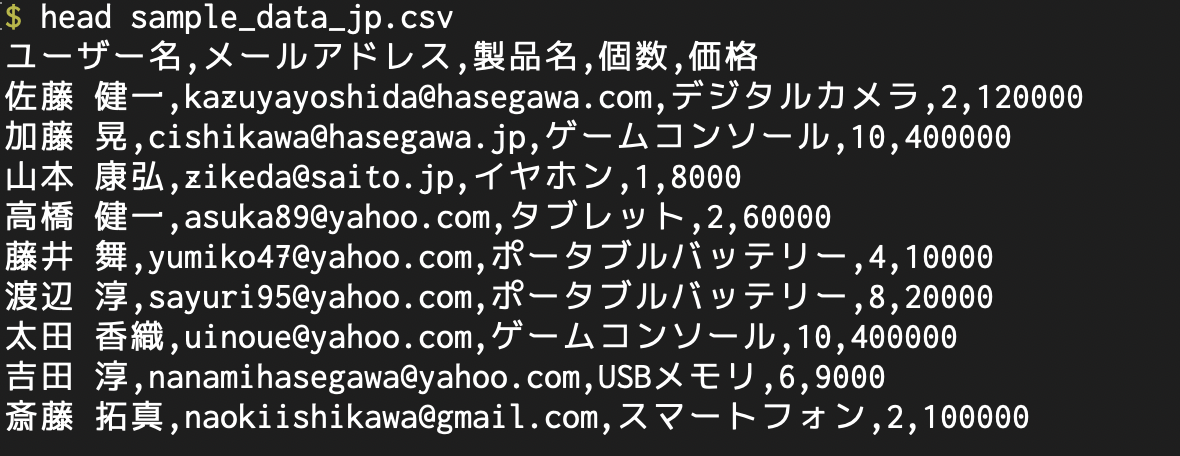 $ head sample_data_jp.csv
ユーザー名,メールアドレス,製品名,個数,価格
佐藤 健一,kazuyayoshida@hasegawa.com,デジタルカメラ,2,120000
加藤 晃,cishikawa@hasegawa.jp,ゲームコンソール,10,400000
山本 康弘,zikeda@saito.jp,イヤホン,1,8000
高橋 健一,asuka89@yahoo.com,タブレット,2,60000
藤井 舞,yumiko47@yahoo.com,ポータブルバッテリー,4,10000
渡辺 淳,sayuri95@yahoo.com,ポータブルバッテリー,8,20000
太田 香織,uinoue@yahoo.com,ゲームコンソール,10,400000
吉田 淳,nanamihasegawa@yahoo.com,USBメモリ,6,9000
斎藤 拓真,naokiishikawa@gmail.com,スマートフォン,2,100000